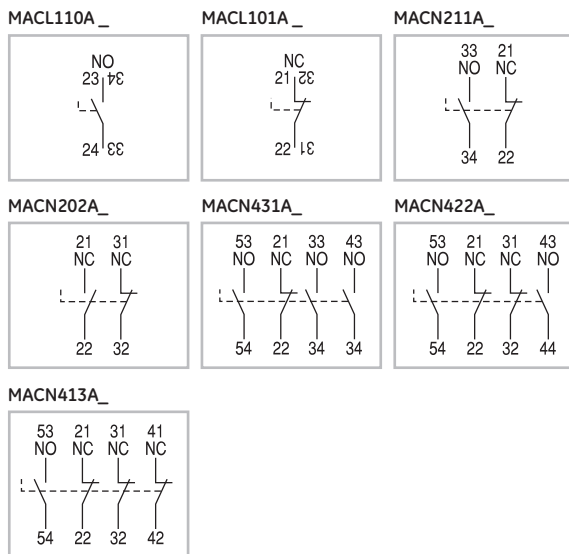 MACL110A _
MACL101A _
MACN211A _
NO
23 34
24 33
NC
21 32
22 31
33 21
NO NC
34 22
MACN202A_
MACN431A_
MACN422A_
21 31
NC NC
22 32
53 21 33 43
NO NC NO NO
54 22 34 34
53 21 31 43
NO NC NC NO
54 22 32 44
MACN413A_
53 21 31 41
NO NC NC NC
54 22 32 42